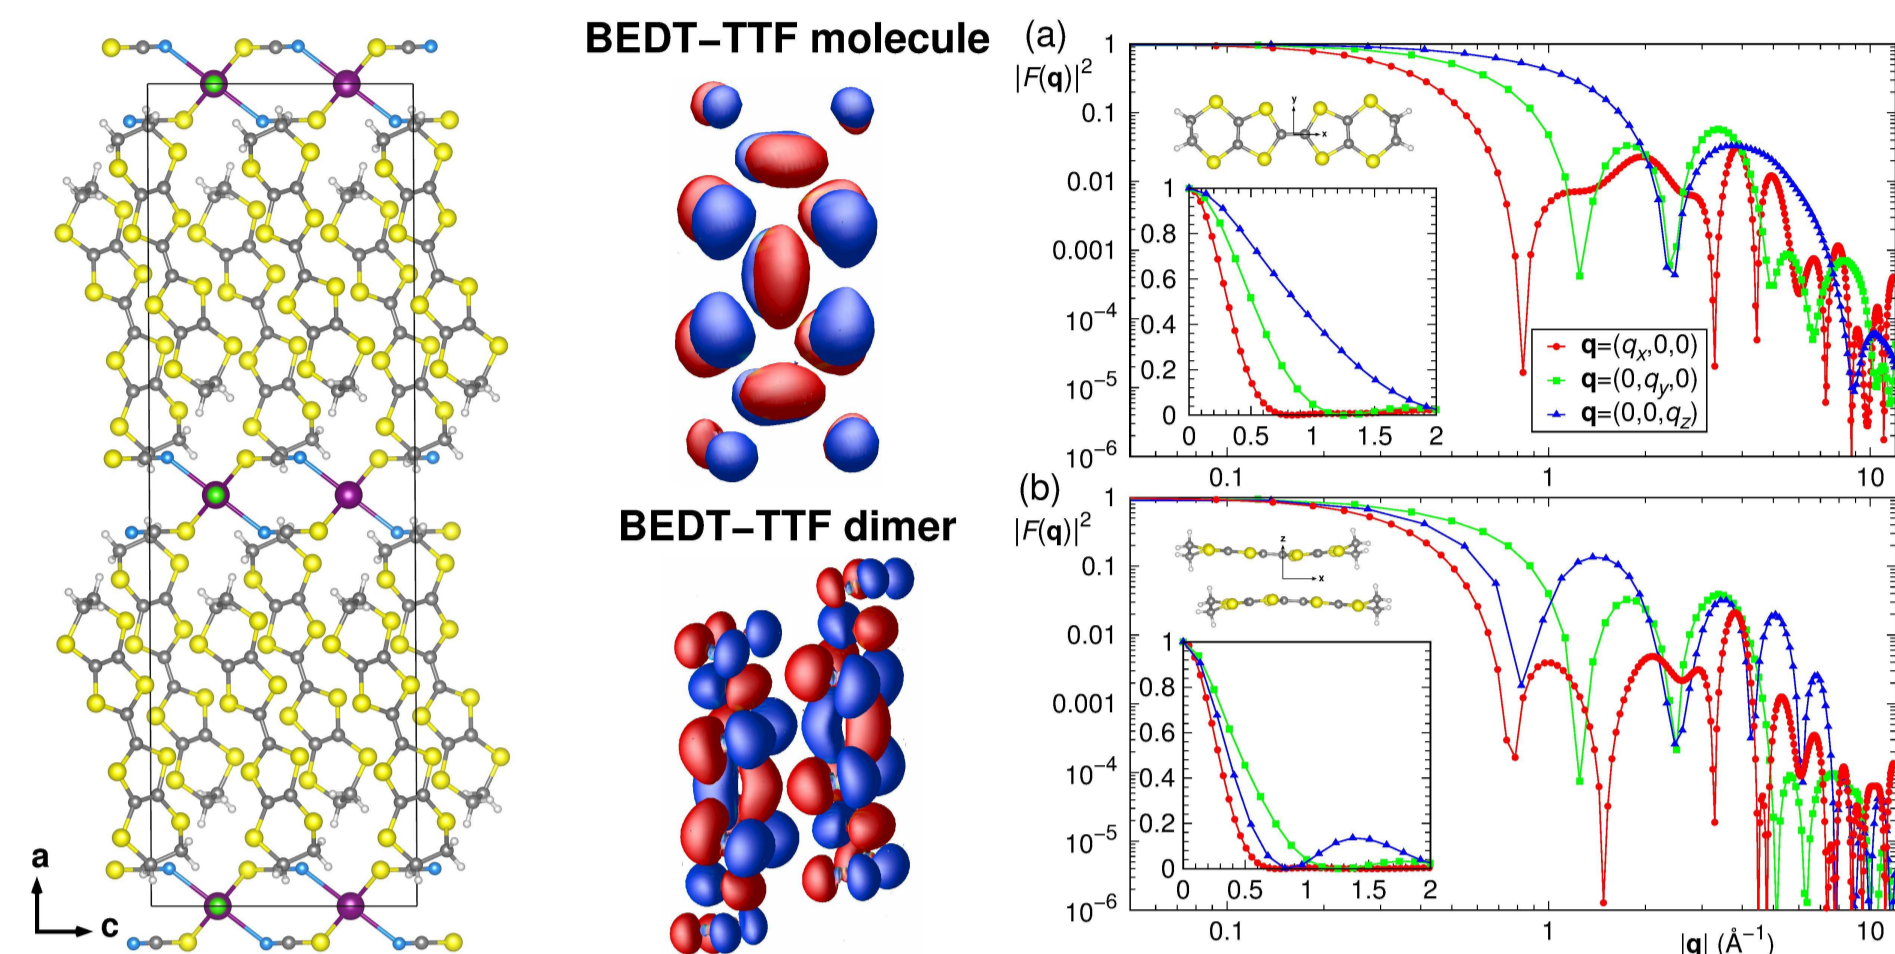 a
c
BEDT−TTF molecule
BEDT−TTF dimer
(a)
|F(q)|²
1
0.1
0.01
0.001
10⁻⁴
10⁻⁵
10⁻⁶
y
x
1
0.8
0.6
0.4
0.2
0
0 0.5 1 1.5 2
q=(qₓ,0,0)
q=(0,q_y,0)
q=(0,0,q_z)
0.1 1 10
(b)
|F(q)|²
1
0.1
0.01
0.001
10⁻⁴
10⁻⁵
10⁻⁶
z
x
1
0.8
0.6
0.4
0.2
0
0 0.5 1 1.5 2
0.1 1 |q| (Å⁻¹) 10